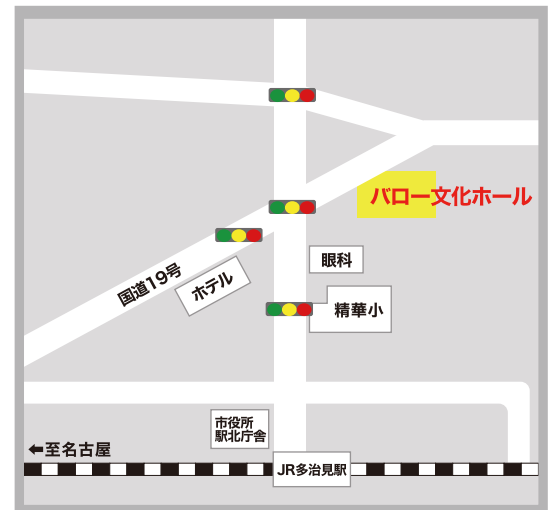 バロー文化ホール
眼科
国道19号
ホテル
精華小
市役所
駅北庁舎
←至名古屋
JR多治見駅